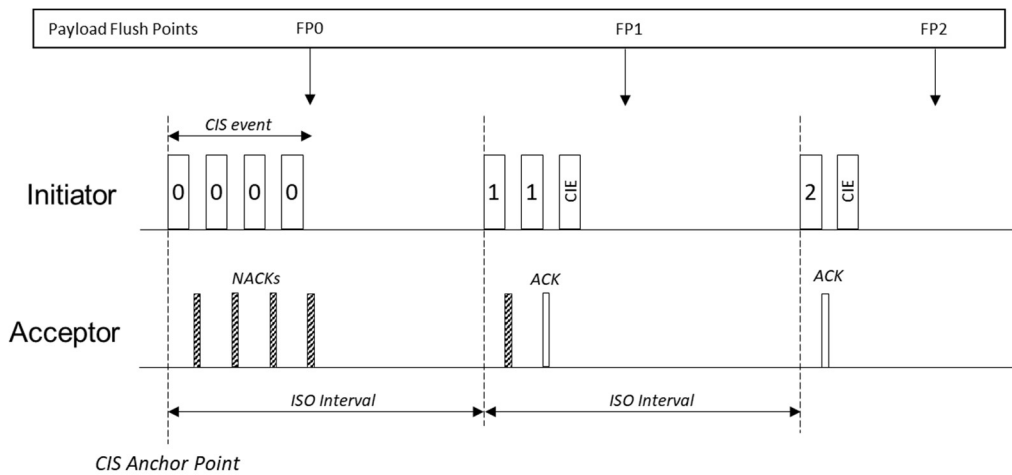 Payload Flush Points FP0 FP1 FP2
CIS event
Initiator 0 0 0 0 1 1 CIE 2 CIE
NACKs ACK ACK
Acceptor
ISO Interval ISO Interval
CIS Anchor Point